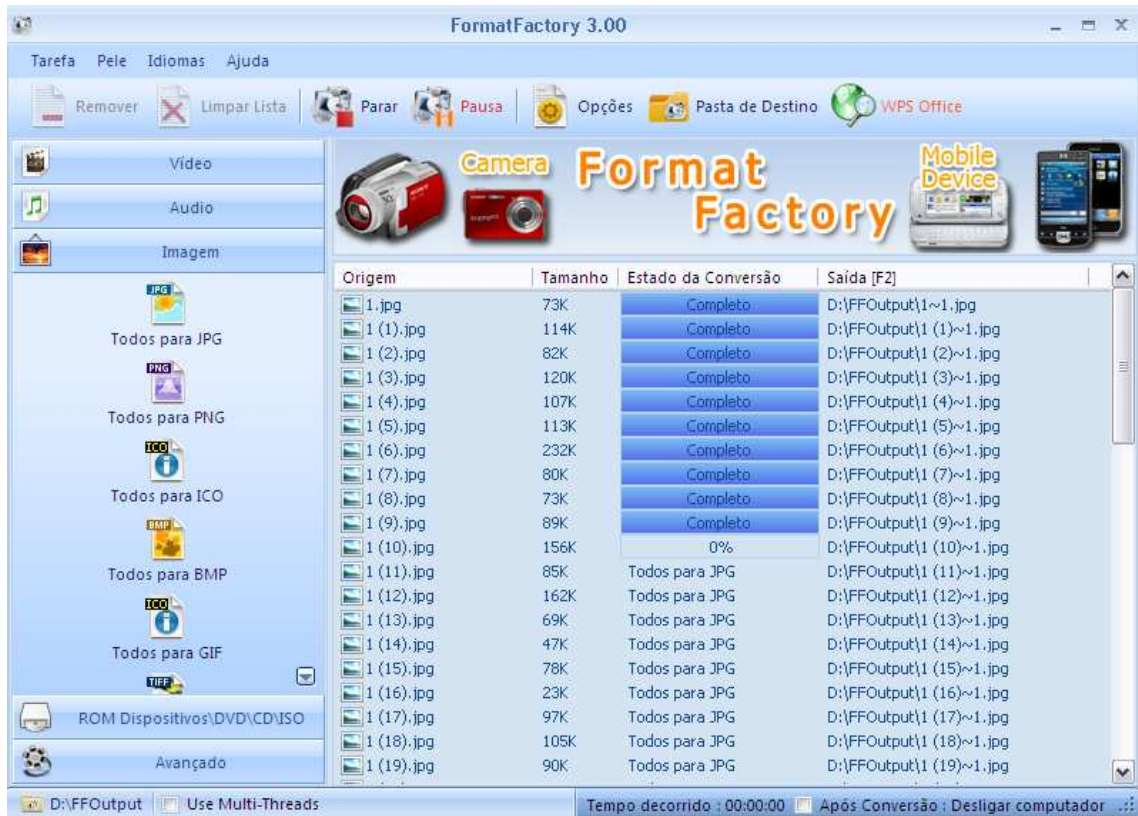 FormatFactory 3.00
Tarefa Pele Idiomas Ajuda
Remover Limpar Lista Parar Pausa Opções Pasta de Destino WPS Office
Vídeo
Audio
Imagem
JPG
Todos para JPG
PNG
Todos para PNG
ICO
Todos para ICO
BMP
Todos para BMP
ICO
Todos para GIF
TIFF
ROM Dispositivos\DVD\CD\ISO
Avançado
Camera
Format
Factory
Mobile
Device
Origem Tamanho Estado da Conversão Saída [F2]
1.jpg 73K Completo D:\FFOutput\1~1.jpg
1 (1).jpg 114K Completo D:\FFOutput\1 (1)~1.jpg
1 (2).jpg 82K Completo D:\FFOutput\1 (2)~1.jpg
1 (3).jpg 120K Completo D:\FFOutput\1 (3)~1.jpg
1 (4).jpg 107K Completo D:\FFOutput\1 (4)~1.jpg
1 (5).jpg 113K Completo D:\FFOutput\1 (5)~1.jpg
1 (6).jpg 232K Completo D:\FFOutput\1 (6)~1.jpg
1 (7).jpg 80K Completo D:\FFOutput\1 (7)~1.jpg
1 (8).jpg 73K Completo D:\FFOutput\1 (8)~1.jpg
1 (9).jpg 89K Completo D:\FFOutput\1 (9)~1.jpg
1 (10).jpg 156K 0% D:\FFOutput\1 (10)~1.jpg
1 (11).jpg 85K Todos para JPG D:\FFOutput\1 (11)~1.jpg
1 (12).jpg 162K Todos para JPG D:\FFOutput\1 (12)~1.jpg
1 (13).jpg 69K Todos para JPG D:\FFOutput\1 (13)~1.jpg
1 (14).jpg 47K Todos para JPG D:\FFOutput\1 (14)~1.jpg
1 (15).jpg 78K Todos para JPG D:\FFOutput\1 (15)~1.jpg
1 (16).jpg 23K Todos para JPG D:\FFOutput\1 (16)~1.jpg
1 (17).jpg 97K Todos para JPG D:\FFOutput\1 (17)~1.jpg
1 (18).jpg 105K Todos para JPG D:\FFOutput\1 (18)~1.jpg
1 (19).jpg 90K Todos para JPG D:\FFOutput\1 (19)~1.jpg
D:\FFOutput Use Multi-Threads Tempo decorrido : 00:00:00 Após Conversão : Desligar computador